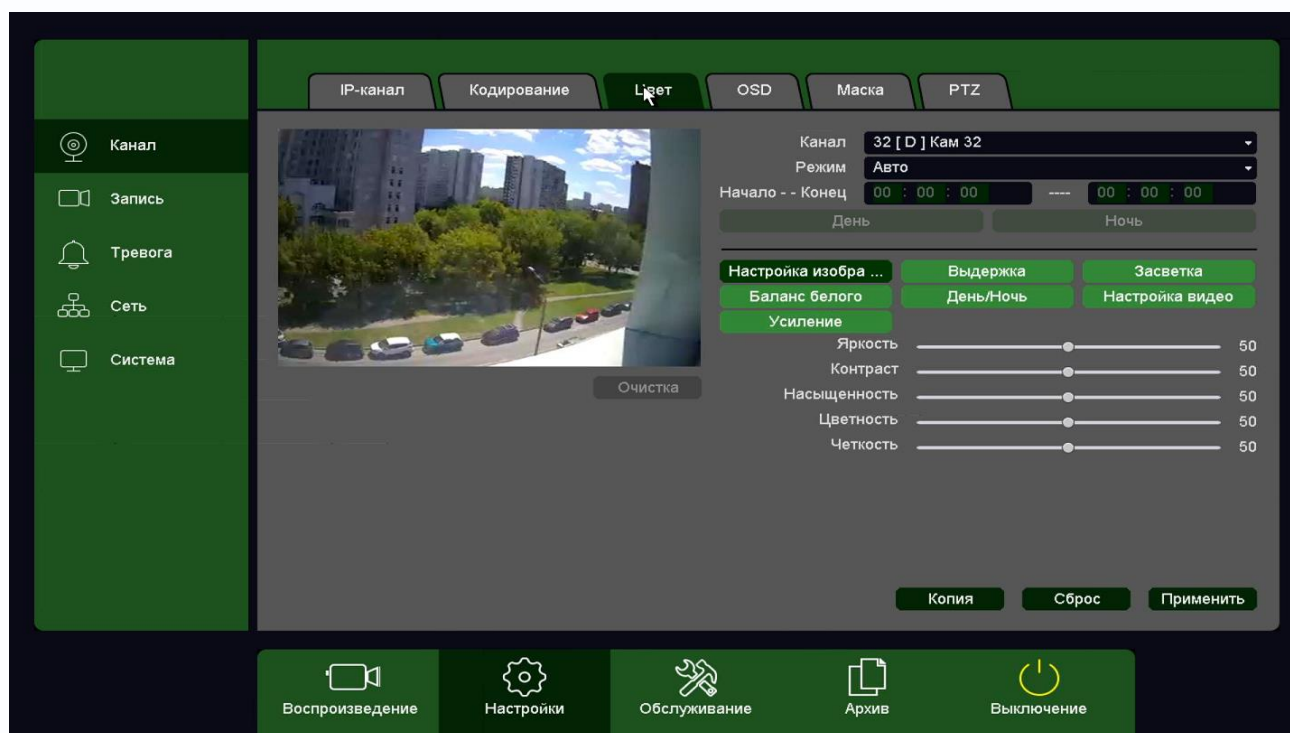 IP-канал Кодирование Цвет OSD Маска PTZ
Канал
Запись
Тревога
Сеть
Система
Канал 32 [ D ] Кам 32
Режим Авто
Начало - - Конец 00 : 00 : 00 ---- 00 : 00 : 00
День Ночь
Настройка изобра ... Выдержка Засветка
Баланс белого День/Ночь Настройка видео
Усиление
Яркость 50
Контраст 50
Насыщенность 50
Цветность 50
Четкость 50
Очистка
Копия Сброс Применить
Воспроизведение Настройки Обслуживание Архив Выключение